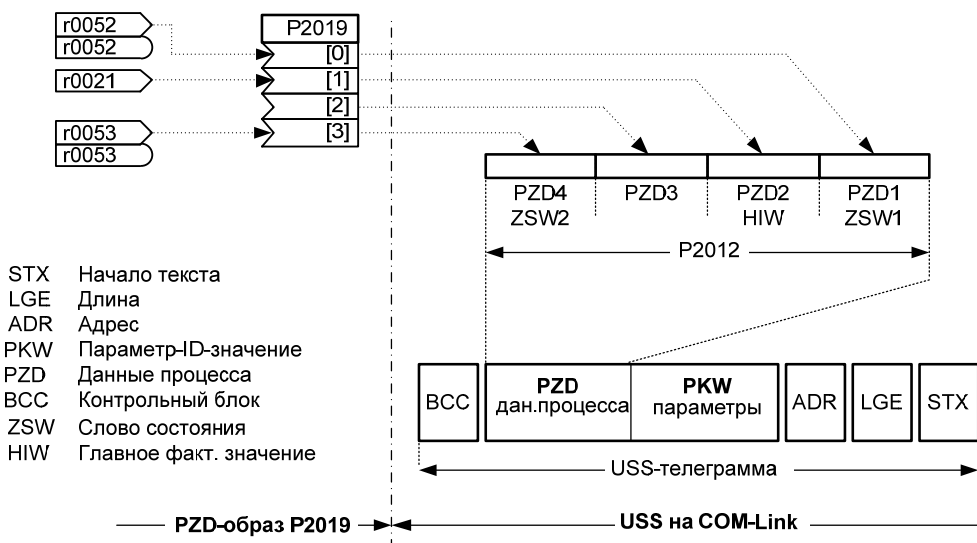 r0052
r0052
r0021
r0053
r0053
P2019
[0]
[1]
[2]
[3]
PZD4 PZD3 PZD2 PZD1
ZSW2 HIW ZSW1
P2012
STX Начало текста
LGE Длина
ADR Адрес
PKW Параметр-ID-значение
PZD Данные процесса
BCC Контрольный блок
ZSW Слово состояния
HIW Главное факт. значение
BCC
PZD
дан.процесса
PKW
параметры
ADR
LGE
STX
USS-телеграмма
PZD-образ P2019
USS на COM-Link